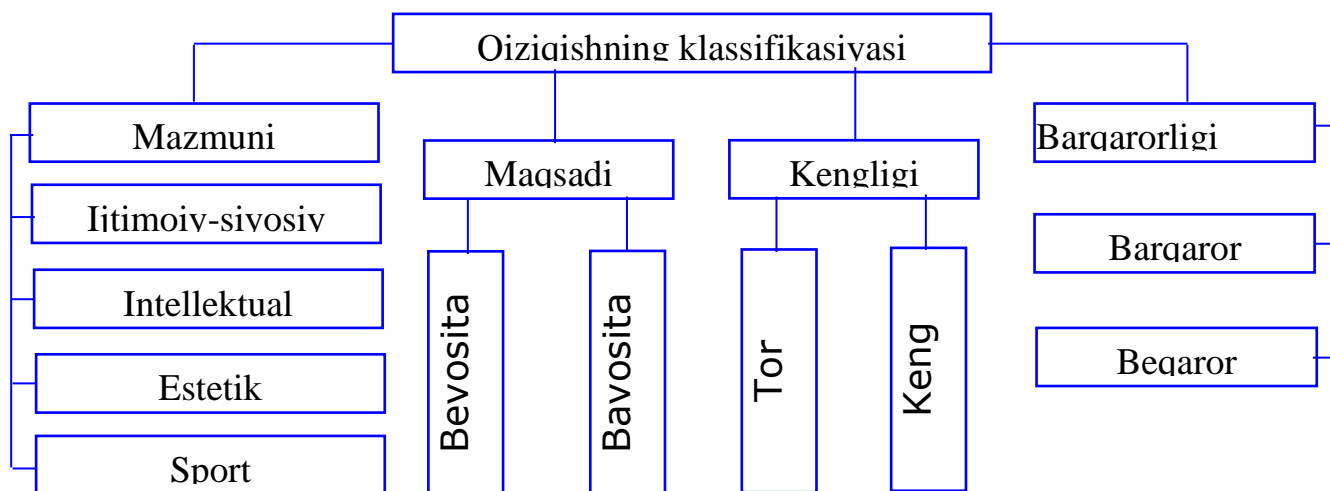 Qiziqishning klassifikasiyasi
Mazmuni
Ijtimoiy-siyosiy
Intellektual
Estetik
Sport
Maqsadi
Bevosita
Bavosita
Kengligi
Tor
Keng
Barqarorligi
Barqaror
Beqaror